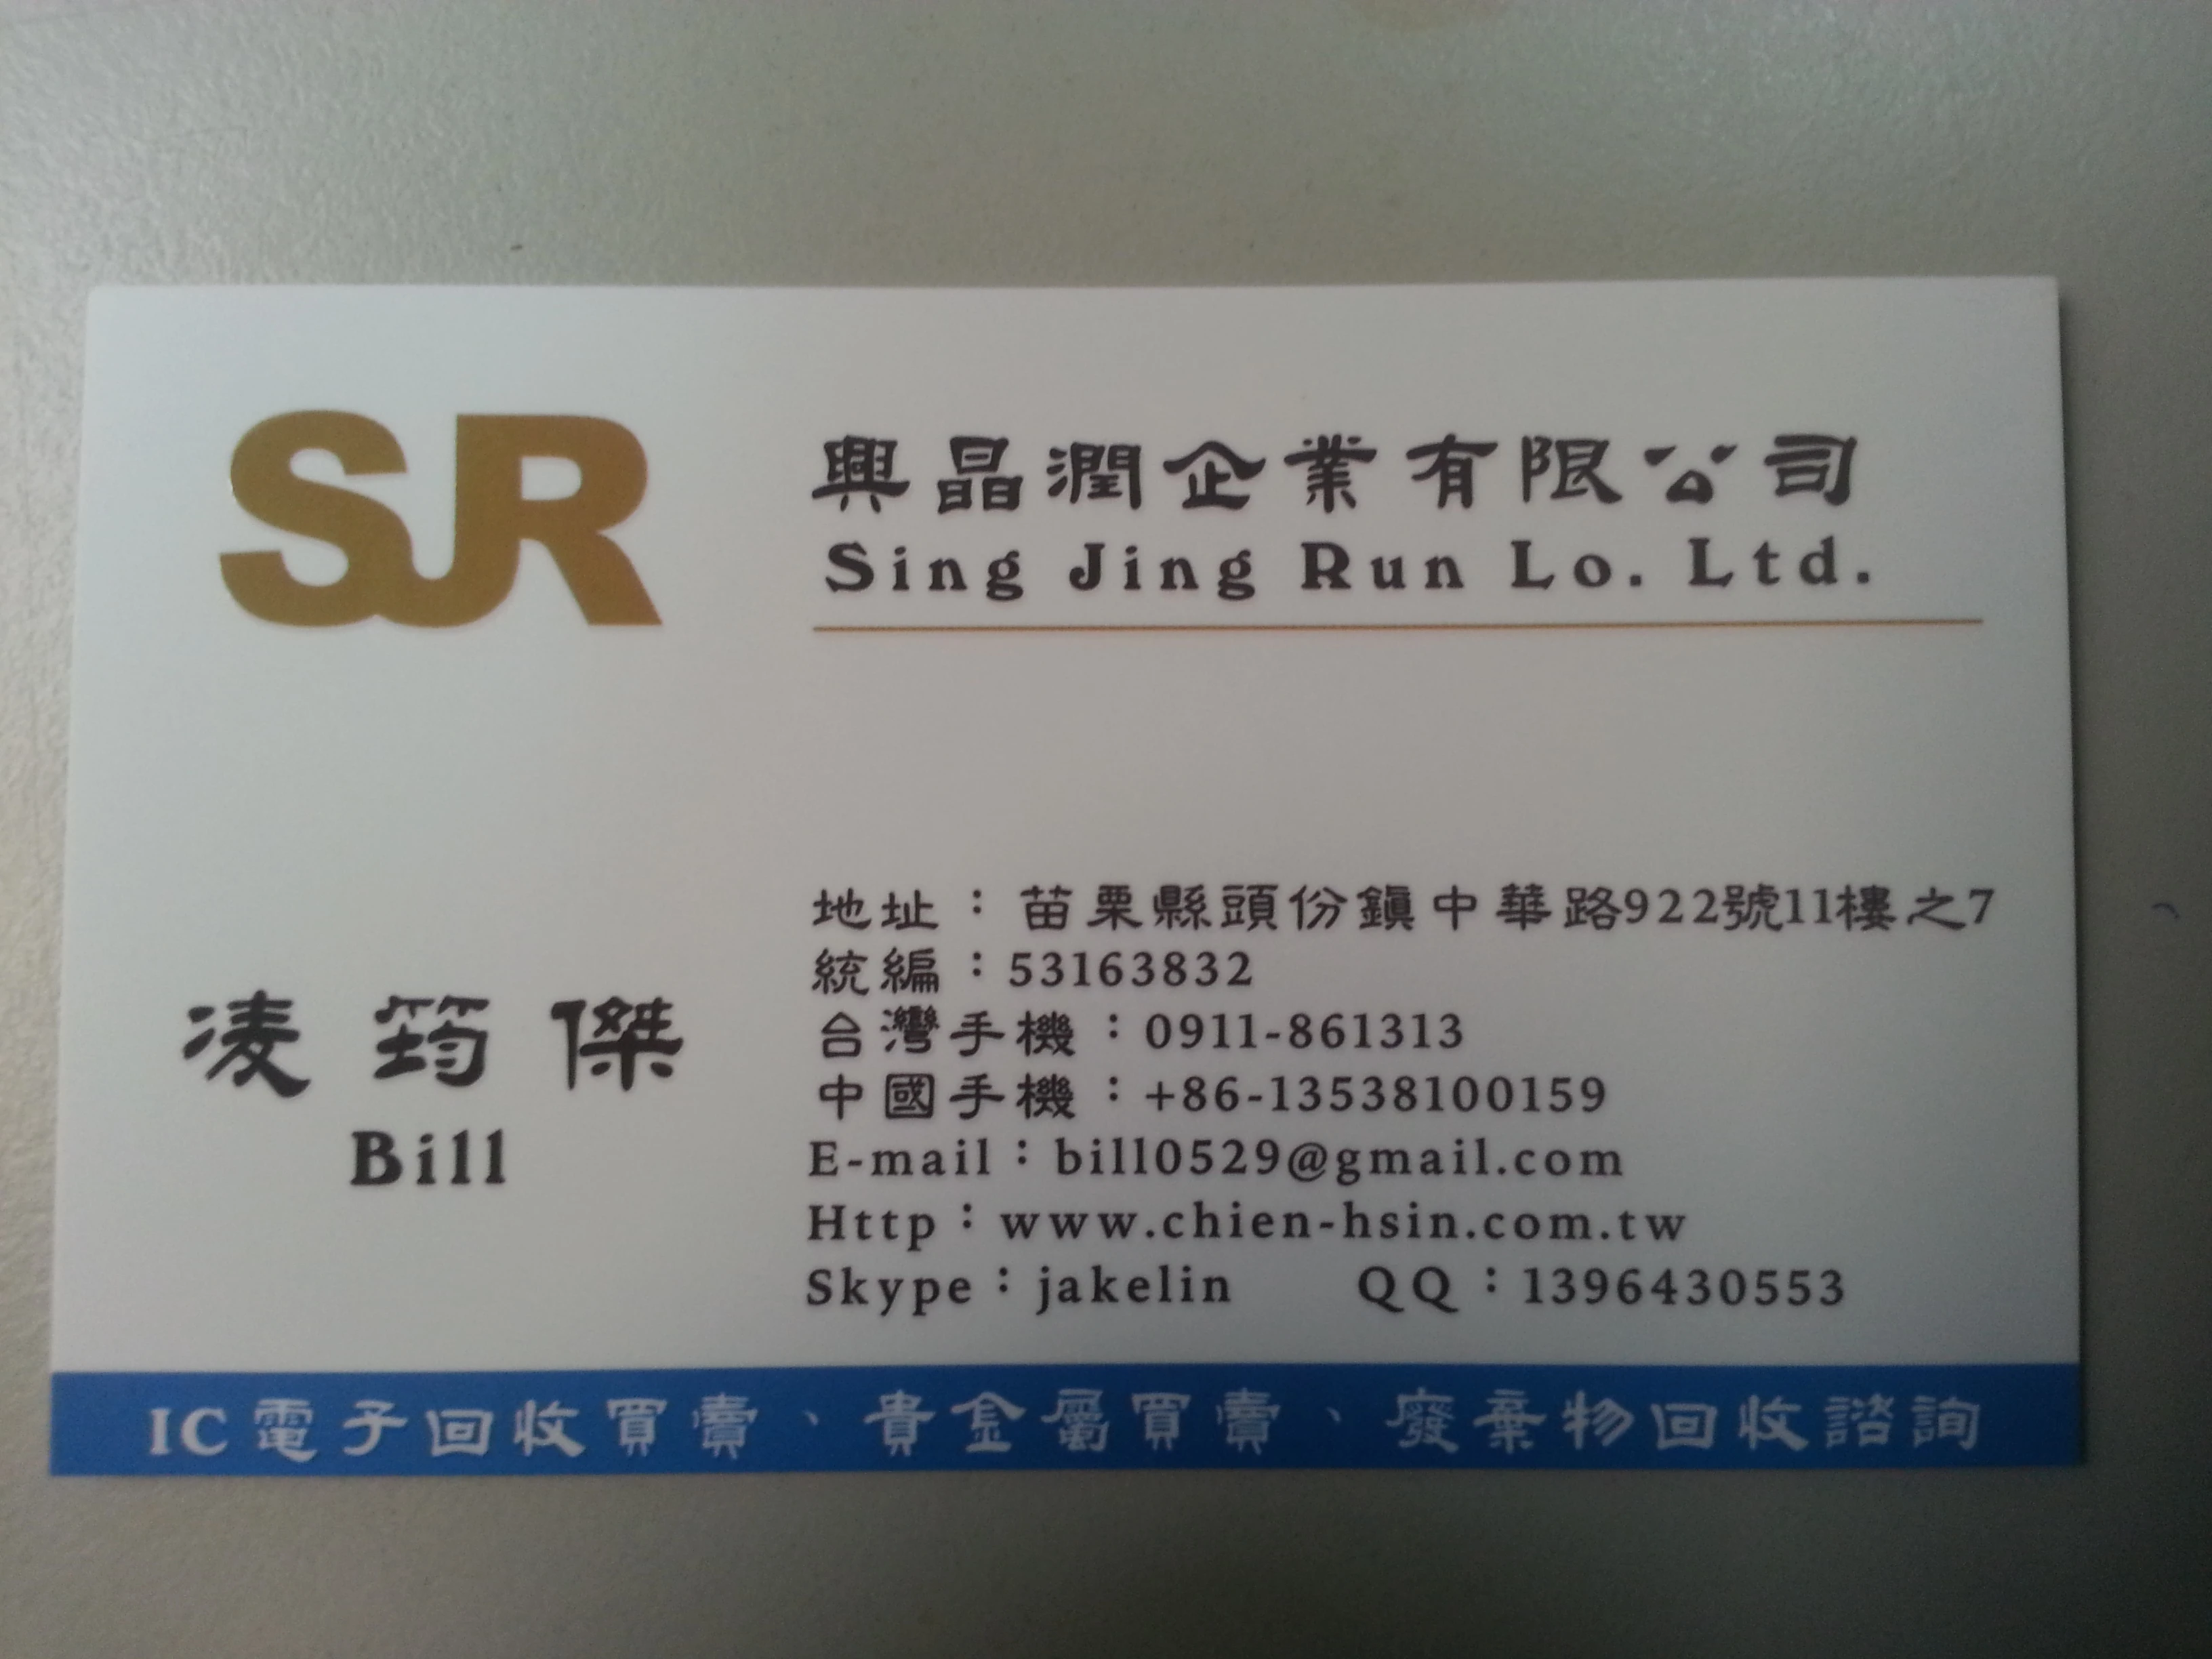 SJR
興晶潤企業有限公司
Sing Jing Run Lo. Ltd.
凌筠傑
Bill
地址：苗栗縣頭份鎮中華路922號11樓之7
統編：53163832
台灣手機：0911-861313
中國手機：+86-13538100159
E-mail：bill0529@gmail.com
Http：www.chien-hsin.com.tw
Skype：jakelin QQ：1396430553
IC電子回收買賣、貴金屬買賣、廢棄物回收諮詢